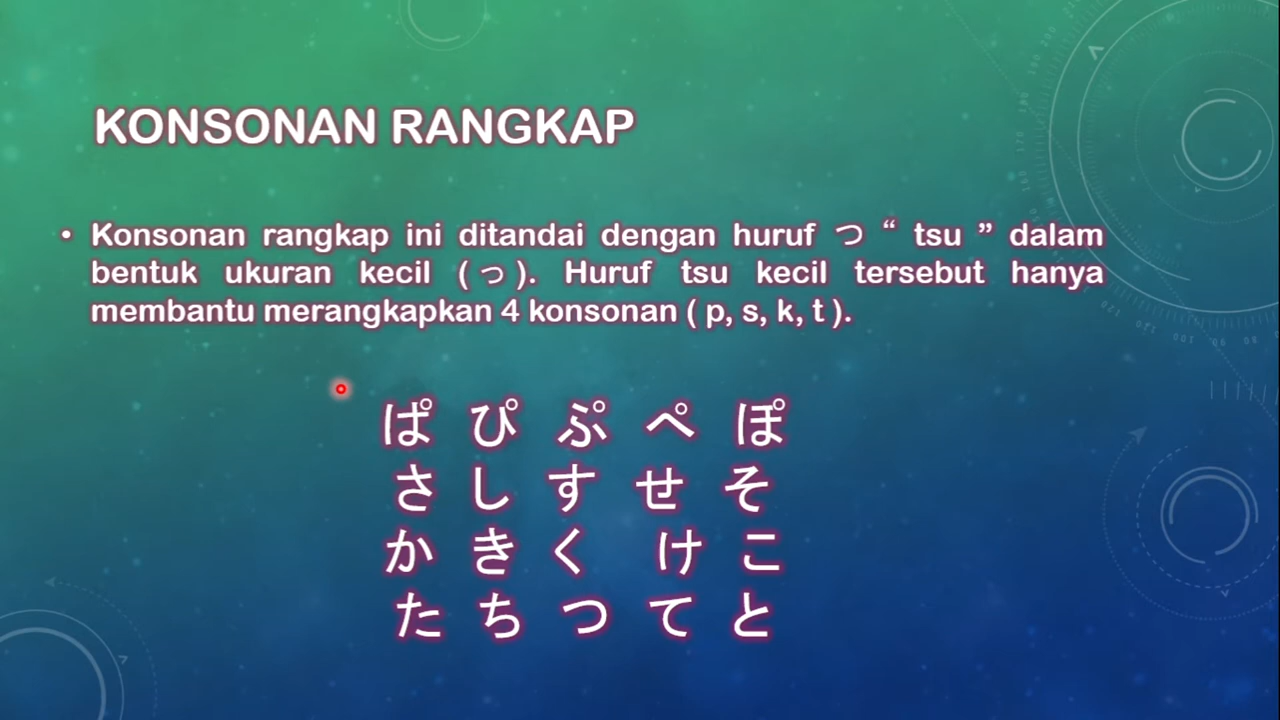 KONSONAN RANGKAP
• Konsonan rangkap ini ditandai dengan huruf つ “ tsu ” dalam
bentuk ukuran kecil ( っ ). Huruf tsu kecil tersebut hanya
membantu merangkapkan 4 konsonan ( p, s, k, t ).
ぱ ぴ ぷ ぺ ぽ
さ し す せ そ
か き く け こ
た ち つ て と